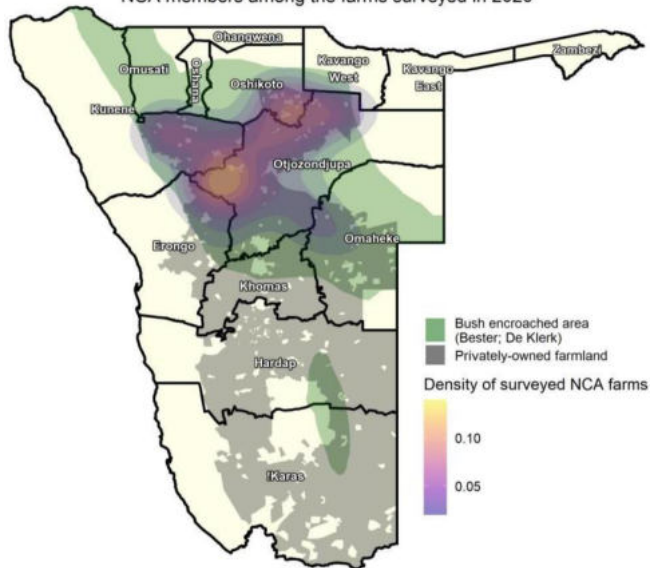 NCA members among the farms surveyed in 2020
Ohangwena
Zambezi
Kavango
West
Omusati
Oshana
Kavango
East
Oshikoto
Kunene
Otjozondjupa
Omaheke
Erongo
Khomas
Bush encroached area
(Bester; De Klerk)
Privately-owned farmland
Hardap
Density of surveyed NCA farms
0.10
0.05
!Karas